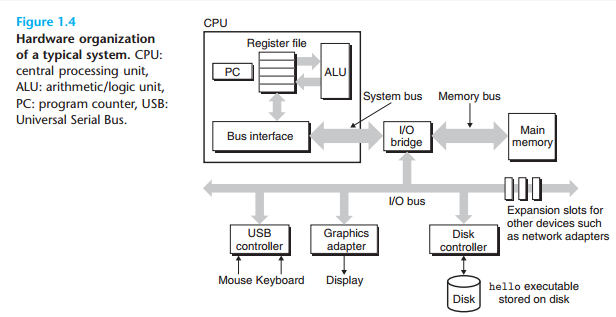 Figure 1.4
Hardware organization
of a typical system. CPU:
central processing unit,
ALU: arithmetic/logic unit,
PC: program counter, USB:
Universal Serial Bus.
CPU
Register file
PC
ALU
System bus
Memory bus
Bus interface
I/O
bridge
Main
memory
I/O bus
Expansion slots for
other devices such
as network adapters
USB
controller
Graphics
adapter
Disk
controller
Mouse Keyboard
Display
Disk
hello executable
stored on disk